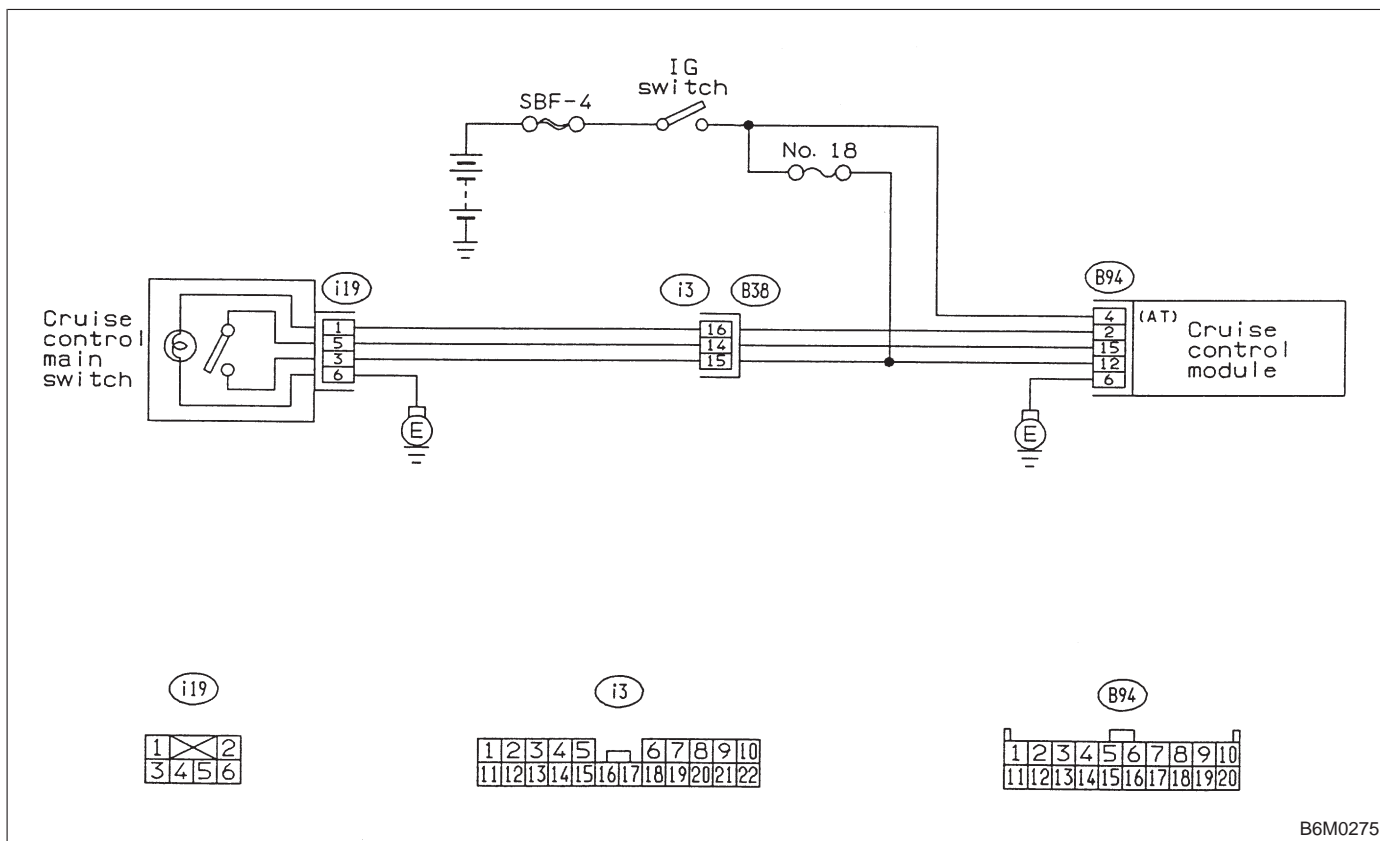 IG
switch
SBF-4
No. 18
i19
i3
B38
B94
Cruise
control
main
switch
1
5
3
6
16
14
15
4
2
15
12
6
(AT)
Cruise
control
module
E
E
i19
i3
B94
1 2
3 4 5 6
1 2 3 4 5 6 7 8 9 10
11 12 13 14 15 16 17 18 19 20 21 22
1 2 3 4 5 6 7 8 9 10
11 12 13 14 15 16 17 18 19 20
B6M0275